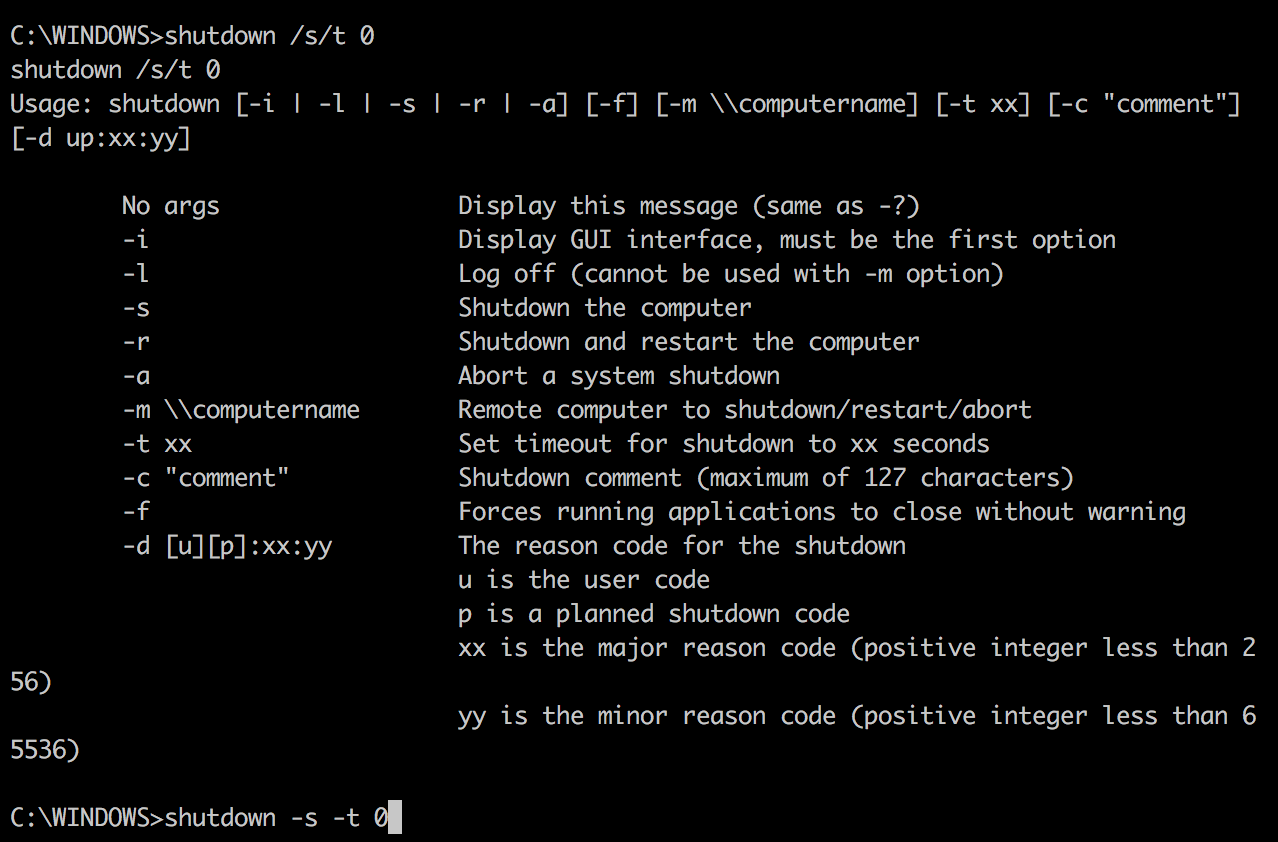 C:\WINDOWS>shutdown /s/t 0
shutdown /s/t 0
Usage: shutdown [-i | -l | -s | -r | -a] [-f] [-m \\computername] [-t xx] [-c "comment"]
[-d up:xx:yy]
No args Display this message (same as -?)
-i Display GUI interface, must be the first option
-l Log off (cannot be used with -m option)
-s Shutdown the computer
-r Shutdown and restart the computer
-a Abort a system shutdown
-m \\computername Remote computer to shutdown/restart/abort
-t xx Set timeout for shutdown to xx seconds
-c "comment" Shutdown comment (maximum of 127 characters)
-f Forces running applications to close without warning
-d [u][p]:xx:yy The reason code for the shutdown
u is the user code
p is a planned shutdown code
xx is the major reason code (positive integer less than 2
56)
yy is the minor reason code (positive integer less than 6
5536)
C:\WINDOWS>shutdown -s -t 0